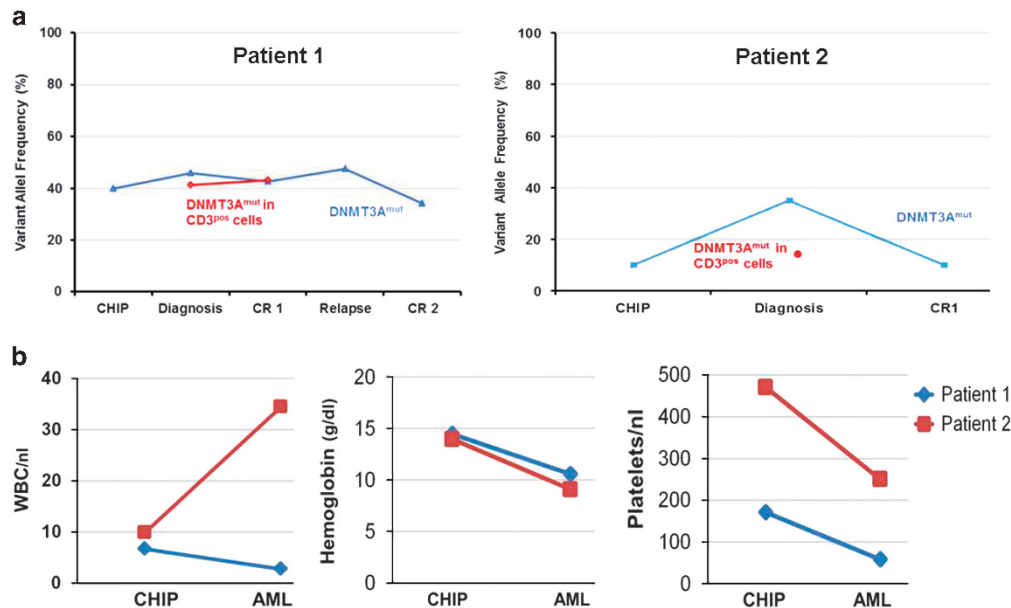 a
Patient 1
Variant Allel Frequency (%)
100
80
60
40
20
0
DNMT3Aᵐᵘᵗ in
CD3ᵖᵒˢ cells
DNMT3Aᵐᵘᵗ
CHIP Diagnosis CR 1 Relapse CR 2
Patient 2
Variant Allele Frequency (%)
100
80
60
40
20
0
DNMT3Aᵐᵘᵗ
DNMT3Aᵐᵘᵗ in
CD3ᵖᵒˢ cells
CHIP Diagnosis CR1
b
WBC/nl
40
30
20
10
0
CHIP AML
Hemoglobin (g/dl)
20
15
10
5
0
CHIP AML
Platelets/nl
500
400
300
200
100
0
CHIP AML
Patient 1
Patient 2